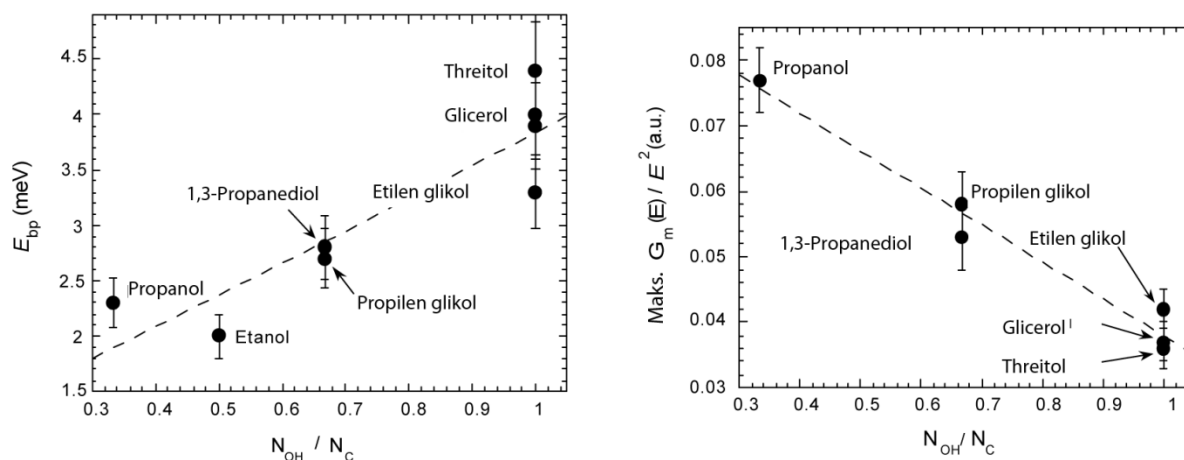 4.5
4
3.5
3
2.5
2
1.5
E_bp (meV)
Threitol
Glicerol
1,3-Propanediol
Etilen glikol
Propanol
Propilen glikol
Etanol
0.3 0.4 0.5 0.6 0.7 0.8 0.9 1
N_OH / N_C
0.08
0.07
0.06
0.05
0.04
0.03
Maks. G_m (E) / E² (a.u.)
Propanol
Propilen glikol
1,3-Propanediol
Etilen glikol
Glicerol
Threitol
0.3 0.4 0.5 0.6 0.7 0.8 0.9 1
N_OH / N_C